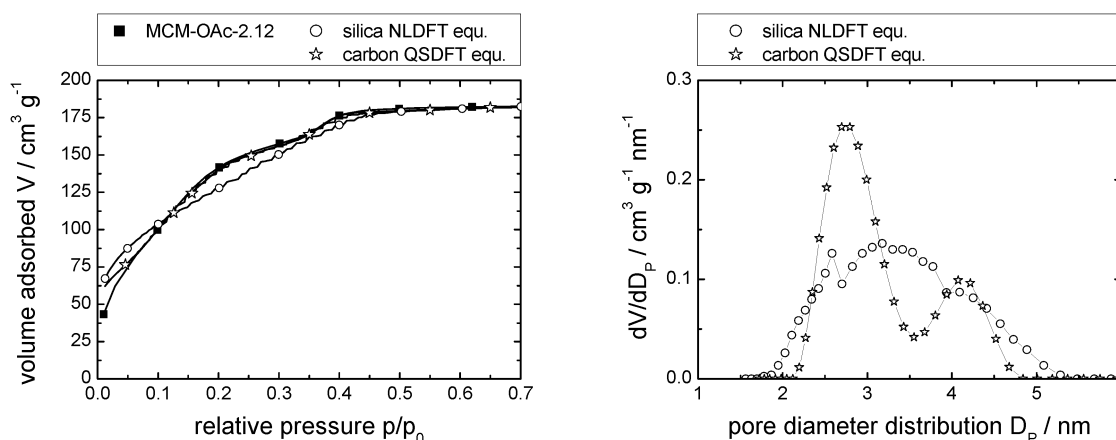 MCM-OAc-2.12
silica NLDFT equ.
carbon QSDFT equ.
volume adsorbed V / cm³ g⁻¹
200
175
150
125
100
75
50
25
0
0.0 0.1 0.2 0.3 0.4 0.5 0.6 0.7
relative pressure p/p₀
silica NLDFT equ.
carbon QSDFT equ.
dV/dD_P / cm³ g⁻¹ nm⁻¹
0.3
0.2
0.1
0.0
1 2 3 4 5
pore diameter distribution D_P / nm